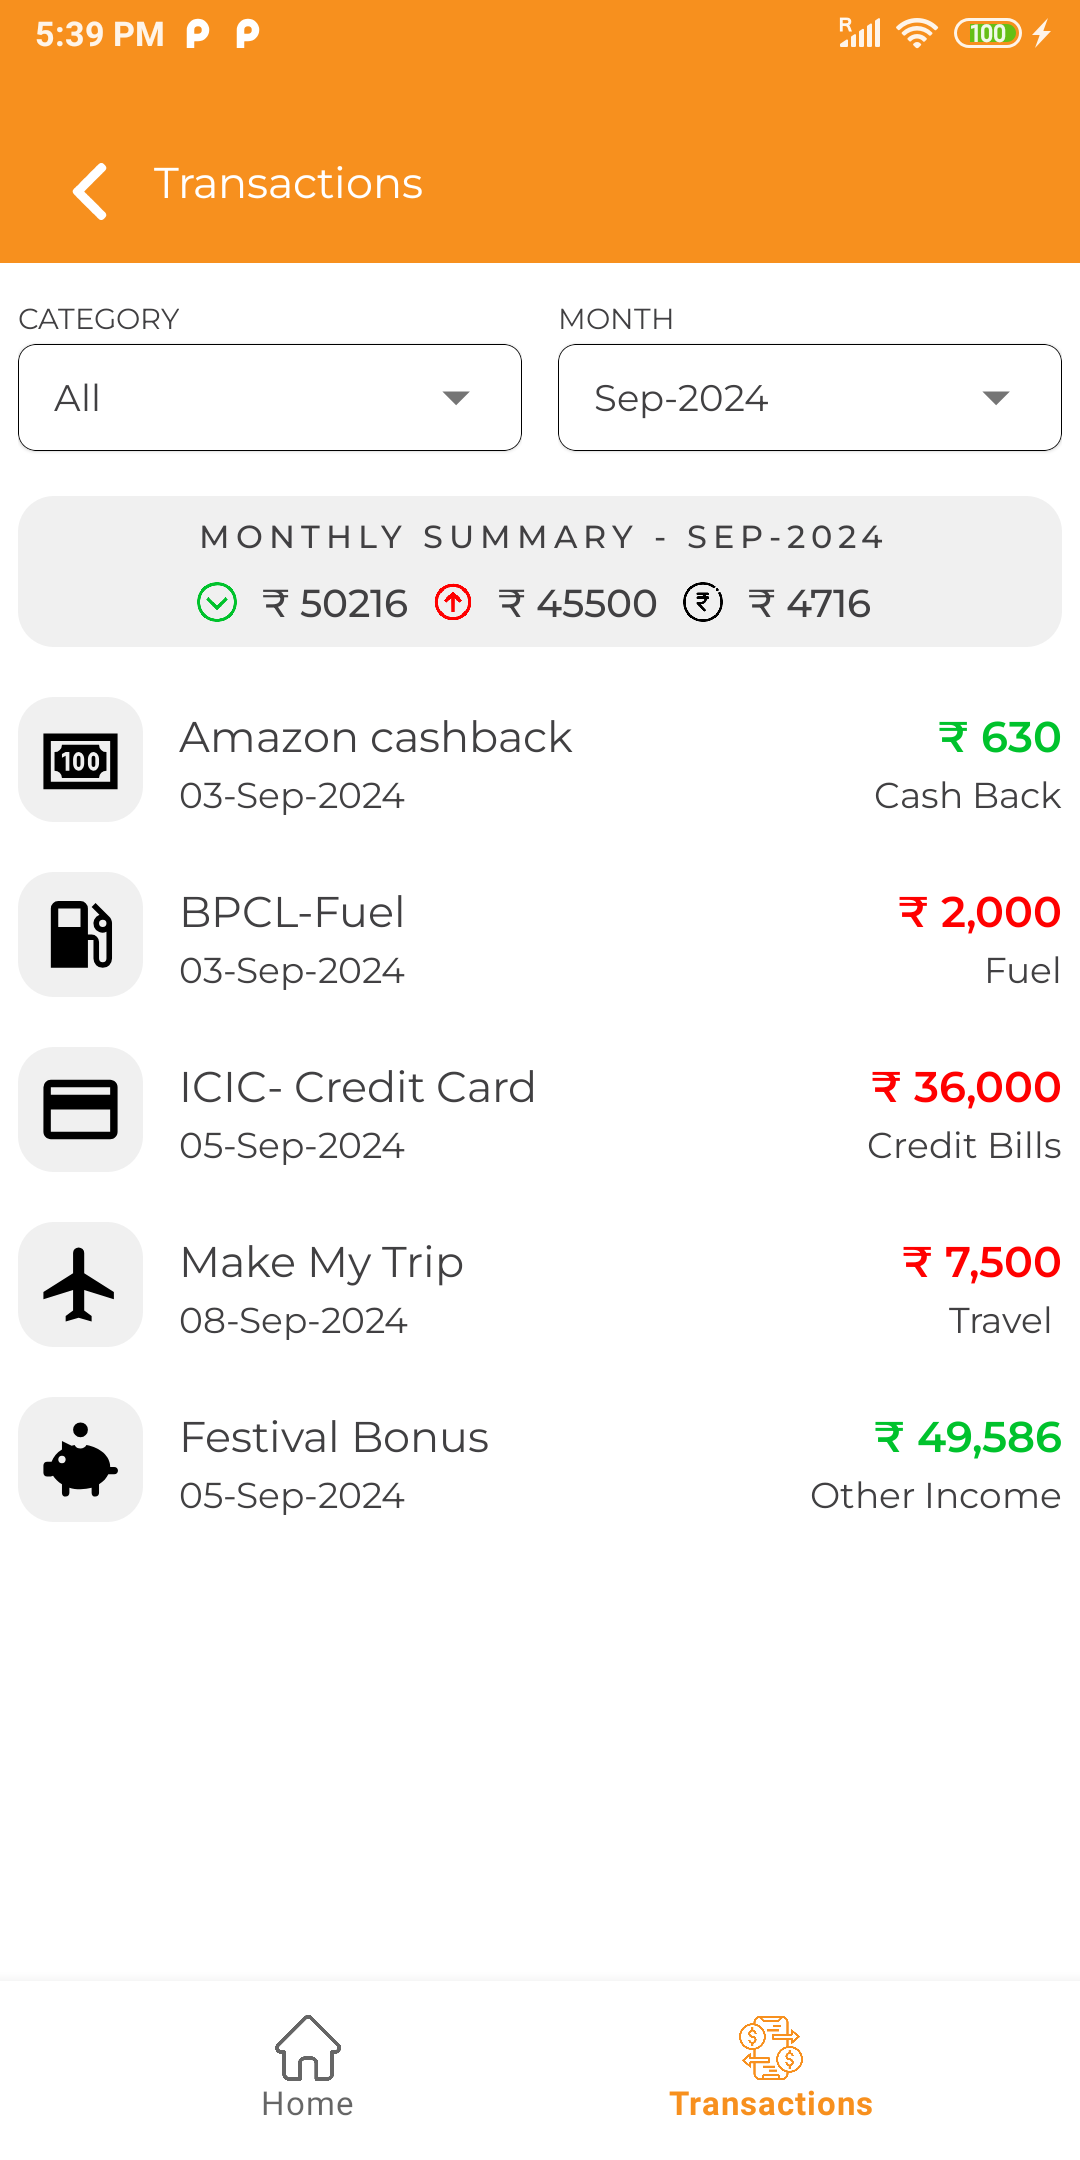 5:39 PM P P R 100
Transactions
CATEGORY MONTH
All Sep-2024
MONTHLY SUMMARY - SEP-2024
₹ 50216 ₹ ₹ 45500 ₹ 4716
Amazon cashback ₹ 630
100
03-Sep-2024 Cash Back
BPCL-Fuel ₹ 2,000
03-Sep-2024 Fuel
ICIC- Credit Card ₹ 36,000
05-Sep-2024 Credit Bills
Make My Trip ₹ 7,500
08-Sep-2024 Travel
Festival Bonus ₹ 49,586
05-Sep-2024 Other Income
$ $
Home Transactions